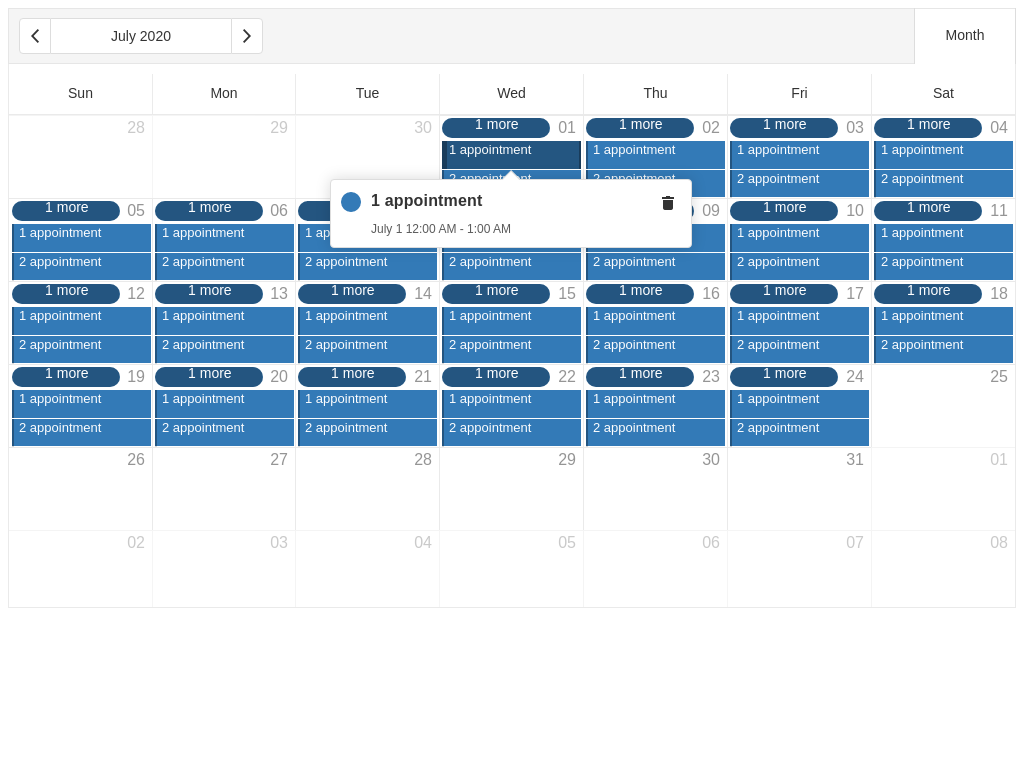 July 2020
Month
Sun Mon Tue Wed Thu Fri Sat
28 29 30 1 more 01 1 more 02 1 more 03 1 more 04
1 appointment 1 appointment 1 appointment 1 appointment
2 appointment 2 appointment 2 appointment 2 appointment
1 appointment
July 1 12:00 AM - 1:00 AM
1 more 05 1 more 06 09 1 more 10 1 more 11
1 appointment 1 appointment 1 appointment 1 appointment
2 appointment 2 appointment 2 appointment 2 appointment 2 appointment 2 appointment 2 appointment
1 more 12 1 more 13 1 more 14 1 more 15 1 more 16 1 more 17 1 more 18
1 appointment 1 appointment 1 appointment 1 appointment 1 appointment 1 appointment 1 appointment
2 appointment 2 appointment 2 appointment 2 appointment 2 appointment 2 appointment 2 appointment
1 more 19 1 more 20 1 more 21 1 more 22 1 more 23 1 more 24 25
1 appointment 1 appointment 1 appointment 1 appointment 1 appointment 1 appointment
2 appointment 2 appointment 2 appointment 2 appointment 2 appointment 2 appointment
26 27 28 29 30 31 01
02 03 04 05 06 07 08